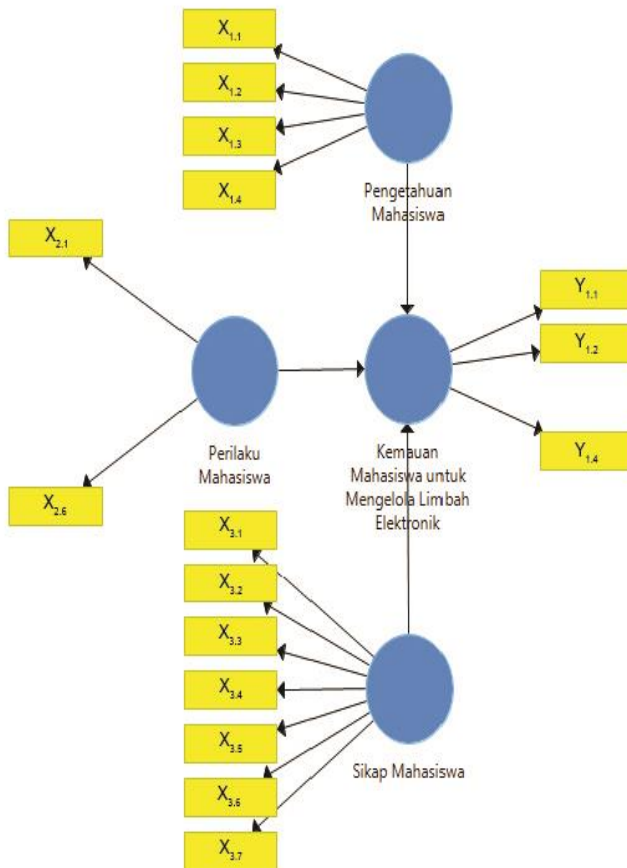 X1.1
X1.2
X1.3
X1.4
Pengetahuan
Mahasiswa
X2.1
X2.6
Perilaku
Mahasiswa
Y1.1
Y1.2
Y1.4
Kemauan
Mahasiswa untuk
Mengelola Limbah
Elektronik
X3.1
X3.2
X3.3
X3.4
X3.5
X3.6
X3.7
Sikap Mahasiswa